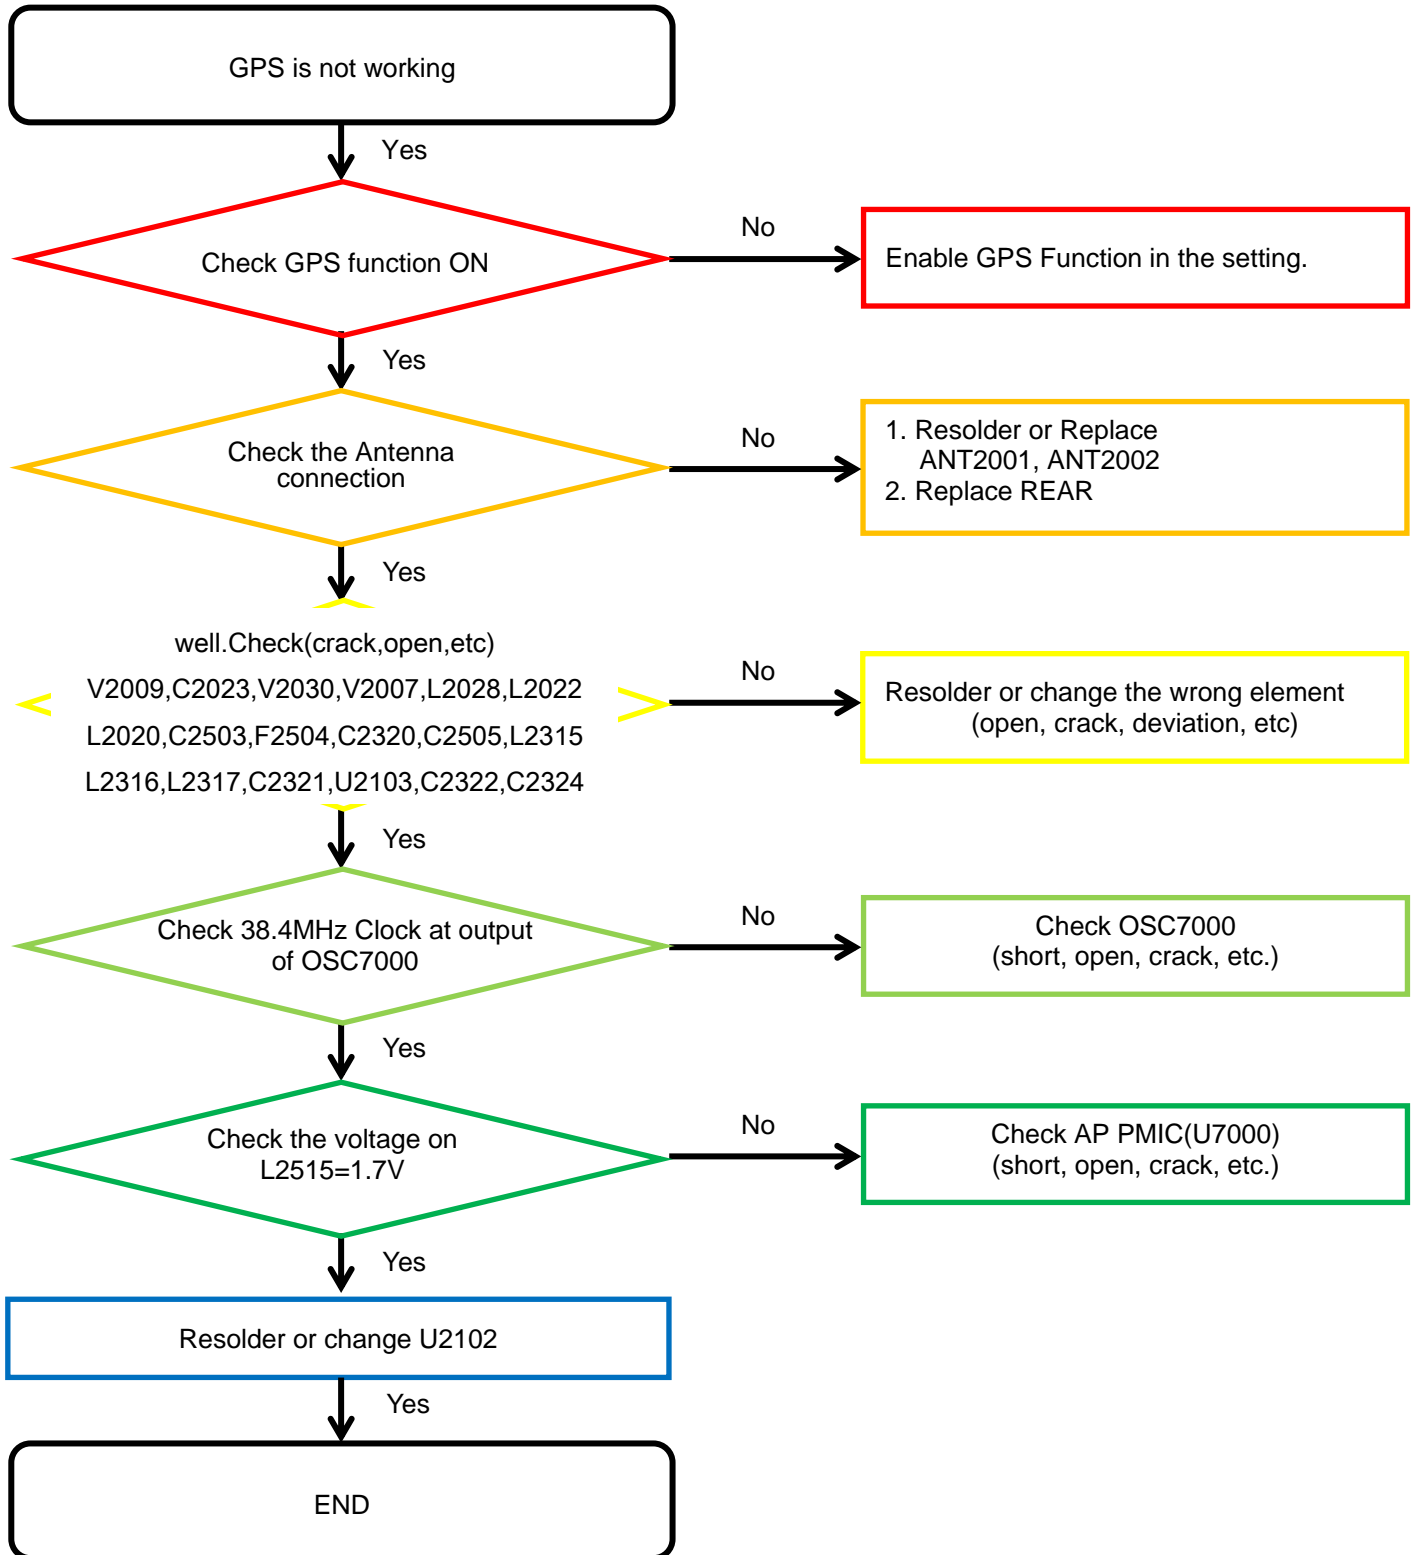 GPS is not working
Yes
Check GPS function ON
No
Enable GPS Function in the setting.
Yes
Check the Antenna
connection
No
1. Resolder or Replace
ANT2001, ANT2002
2. Replace REAR
Yes
well.Check(crack,open,etc)
V2009,C2023,V2030,V2007,L2028,L2022
L2020,C2503,F2504,C2320,C2505,L2315
L2316,L2317,C2321,U2103,C2322,C2324
No
Resolder or change the wrong element
(open, crack, deviation, etc)
Yes
Check 38.4MHz Clock at output
of OSC7000
No
Check OSC7000
(short, open, crack, etc.)
Yes
Check the voltage on
L2515=1.7V
No
Check AP PMIC(U7000)
(short, open, crack, etc.)
Yes
Resolder or change U2102
Yes
END